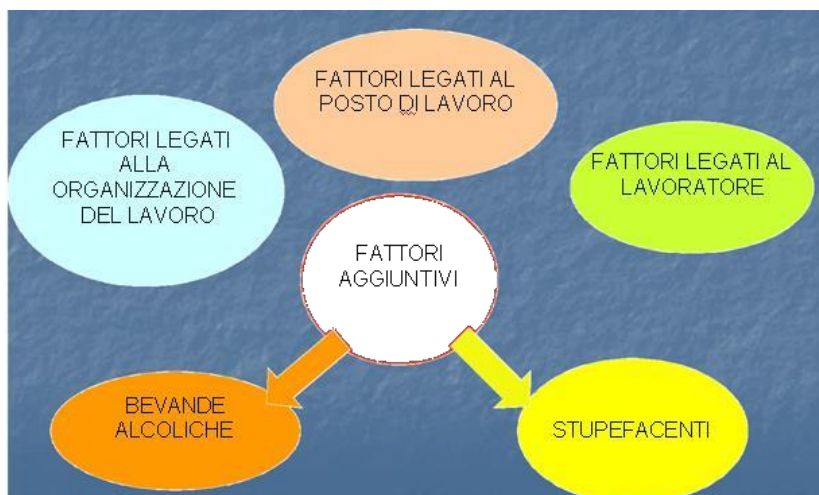 FATTORI LEGATI AL
POSTO DI LAVORO
FATTORI LEGATI
ALLA
ORGANIZZAZIONE
DEL LAVORO
FATTORI LEGATI AL
LAVORATORE
FATTORI
AGGIUNTIVI
BEVANDE
ALCOLICHE
STUPEFACENTI